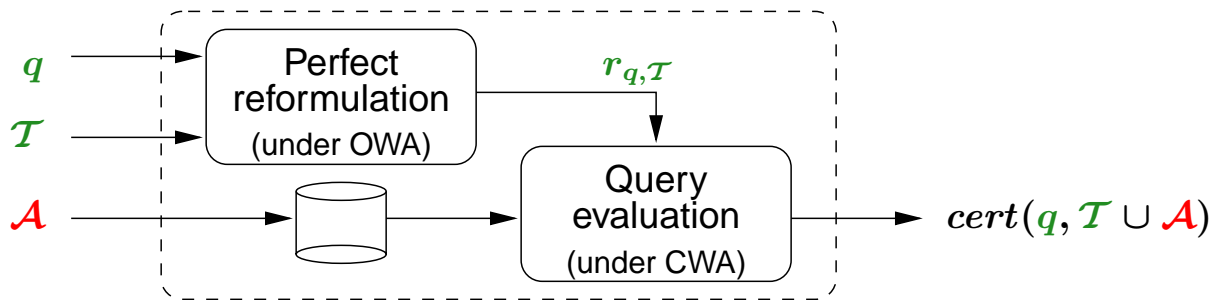 q
𝒯
𝒜
Perfect
reformulation
(under OWA)
r_{q,𝒯}
Query
evaluation
(under CWA)
cert(q, 𝒯 ∪ 𝒜)